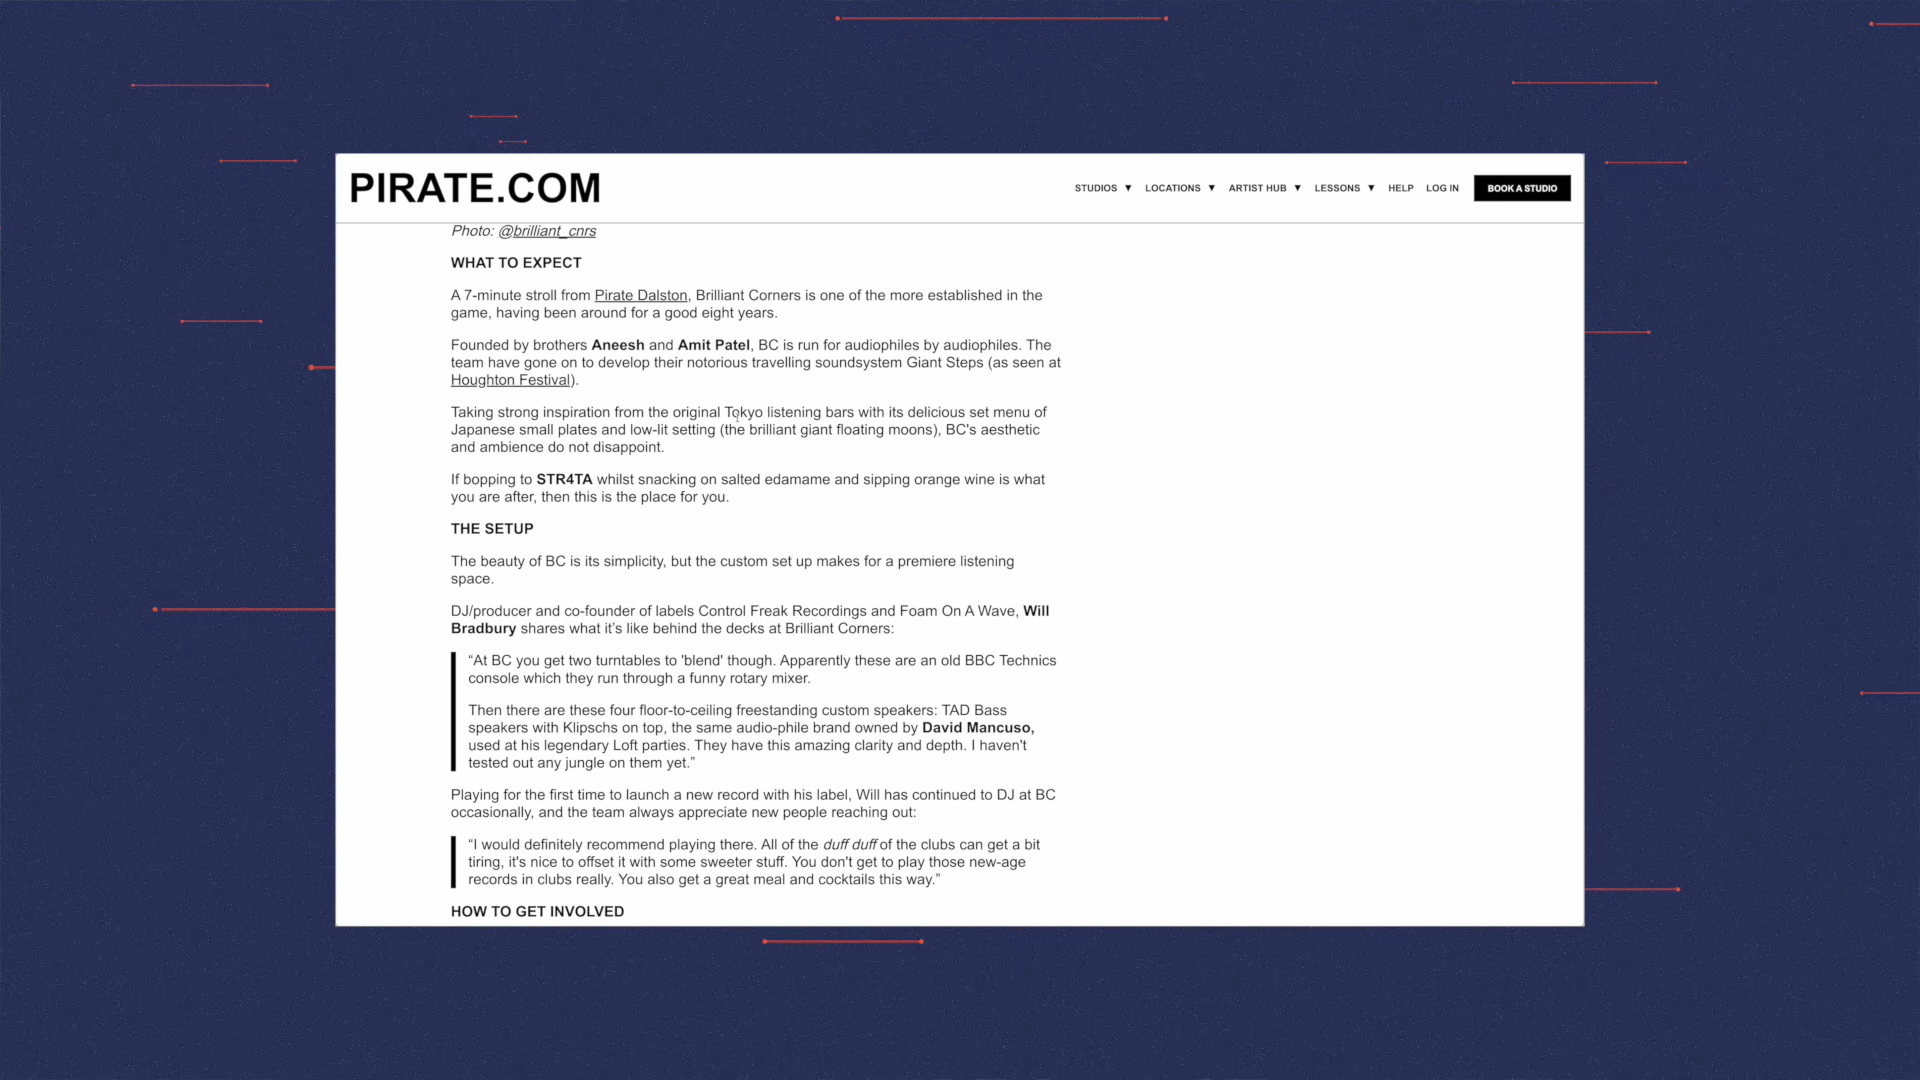 PIRATE.COM
STUDIOS ▼ LOCATIONS ▼ ARTIST HUB ▼ LESSONS ▼ HELP LOG IN BOOK A STUDIO
Photo: @brilliant_cnrs
WHAT TO EXPECT
A 7-minute stroll from Pirate Dalston, Brilliant Corners is one of the more established in the
game, having been around for a good eight years.
Founded by brothers Aneesh and Amit Patel, BC is run for audiophiles by audiophiles. The
team have gone on to develop their notorious travelling soundsystem Giant Steps (as seen at
Houghton Festival).
Taking strong inspiration from the original Tokyo listening bars with its delicious set menu of
Japanese small plates and low-lit setting (the brilliant giant floating moons), BC's aesthetic
and ambience do not disappoint.
If bopping to STR4TA whilst snacking on salted edamame and sipping orange wine is what
you are after, then this is the place for you.
THE SETUP
The beauty of BC is its simplicity, but the custom set up makes for a premiere listening
space.
DJ/producer and co-founder of labels Control Freak Recordings and Foam On A Wave, Will
Bradbury shares what it’s like behind the decks at Brilliant Corners:
“At BC you get two turntables to 'blend' though. Apparently these are an old BBC Technics
console which they run through a funny rotary mixer.
Then there are these four floor-to-ceiling freestanding custom speakers: TAD Bass
speakers with Klipschs on top, the same audio-phile brand owned by David Mancuso,
used at his legendary Loft parties. They have this amazing clarity and depth. I haven't
tested out any jungle on them yet.”
Playing for the first time to launch a new record with his label, Will has continued to DJ at BC
occasionally, and the team always appreciate new people reaching out:
“I would definitely recommend playing there. All of the duff duff of the clubs can get a bit
tiring, it's nice to offset it with some sweeter stuff. You don't get to play those new-age
records in clubs really. You also get a great meal and cocktails this way.”
HOW TO GET INVOLVED